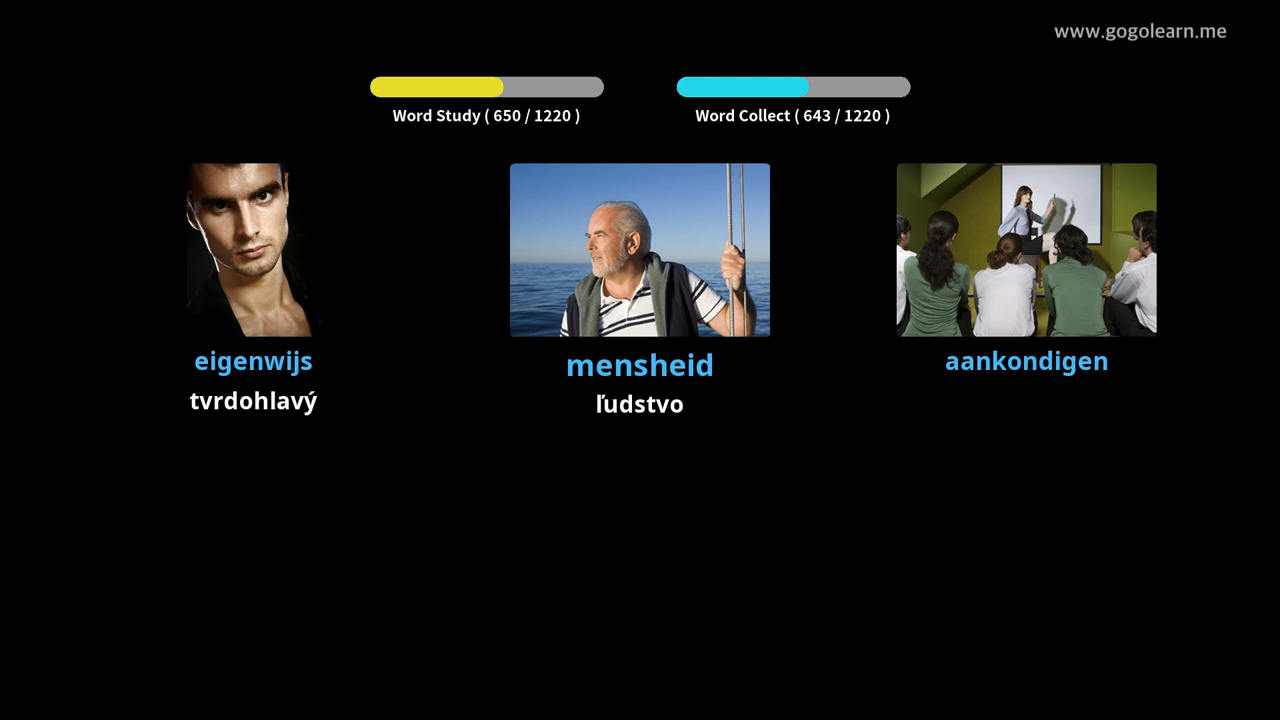 www.gogolearn.me
Word Study ( 650 / 1220 )
Word Collect ( 643 / 1220 )
eigenwijs
tvrdohlavý
mensheid
ľudstvo
aankondigen